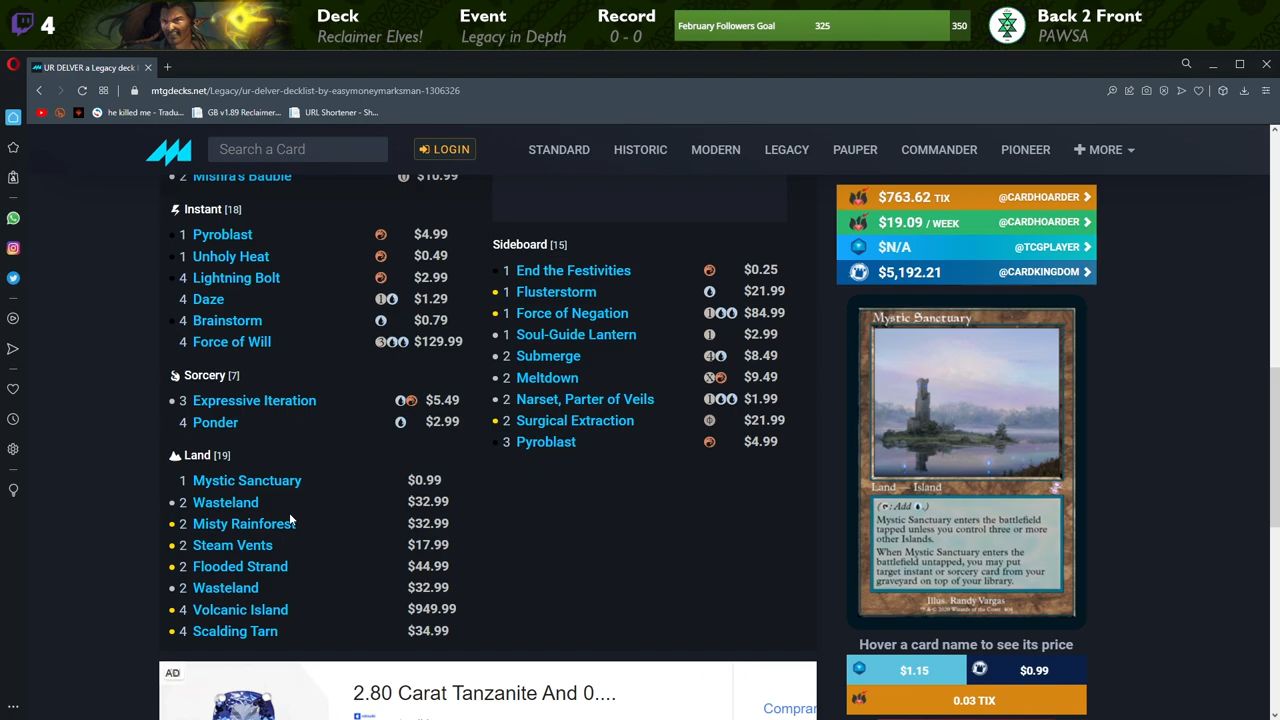 4
Deck
Reclaimer Elves!
Event
Legacy in Depth
Record
0 - 0
February Followers Goal 325 350
Back 2 Front
PAWSA
UR DELVER a Legacy deck
mtgdecks.net/Legacy/ur-delver-decklist-by-easymoneymarksman-1306326
he killed me - Tradu...
GB v1.89 Reclaimer...
URL Shortener - Sh...
Search a Card
LOGIN
STANDARD
HISTORIC
MODERN
LEGACY
PAUPER
COMMANDER
PIONEER
MORE
2 Mishra's Bauble $10.99
Instant [18]
1 Pyroblast $4.99
1 Unholy Heat $0.49
4 Lightning Bolt $2.99
4 Daze 1 $1.29
4 Brainstorm $0.79
4 Force of Will 3 $129.99
Sorcery [7]
3 Expressive Iteration $5.49
4 Ponder $2.99
Land [19]
1 Mystic Sanctuary $0.99
2 Wasteland $32.99
2 Misty Rainforest $32.99
2 Steam Vents $17.99
2 Flooded Strand $44.99
2 Wasteland $32.99
4 Volcanic Island $949.99
4 Scalding Tarn $34.99
Sideboard [15]
1 End the Festivities $0.25
1 Flusterstorm $21.99
1 Force of Negation 1 $84.99
1 Soul-Guide Lantern 1 $2.99
2 Submerge 4 $8.49
2 Meltdown X $9.49
2 Narset, Parter of Veils 1 $1.99
2 Surgical Extraction $21.99
3 Pyroblast $4.99
$763.62 TIX @CARDHOARDER
$19.09 / WEEK @CARDHOARDER
$N/A @TCGPLAYER
$5,192.21 @CARDKINGDOM
Mystic Sanctuary
Land — Island
( : Add .)
Mystic Sanctuary enters the battlefield
tapped unless you control three or more
other Islands.
When Mystic Sanctuary enters the
battlefield untapped, you may put
target instant or sorcery card from your
graveyard on top of your library.
Illus. Randy Vargas
Hover a card name to see its price
$1.15
$0.99
0.03 TIX
AD
2.80 Carat Tanzanite And 0....
Comprar